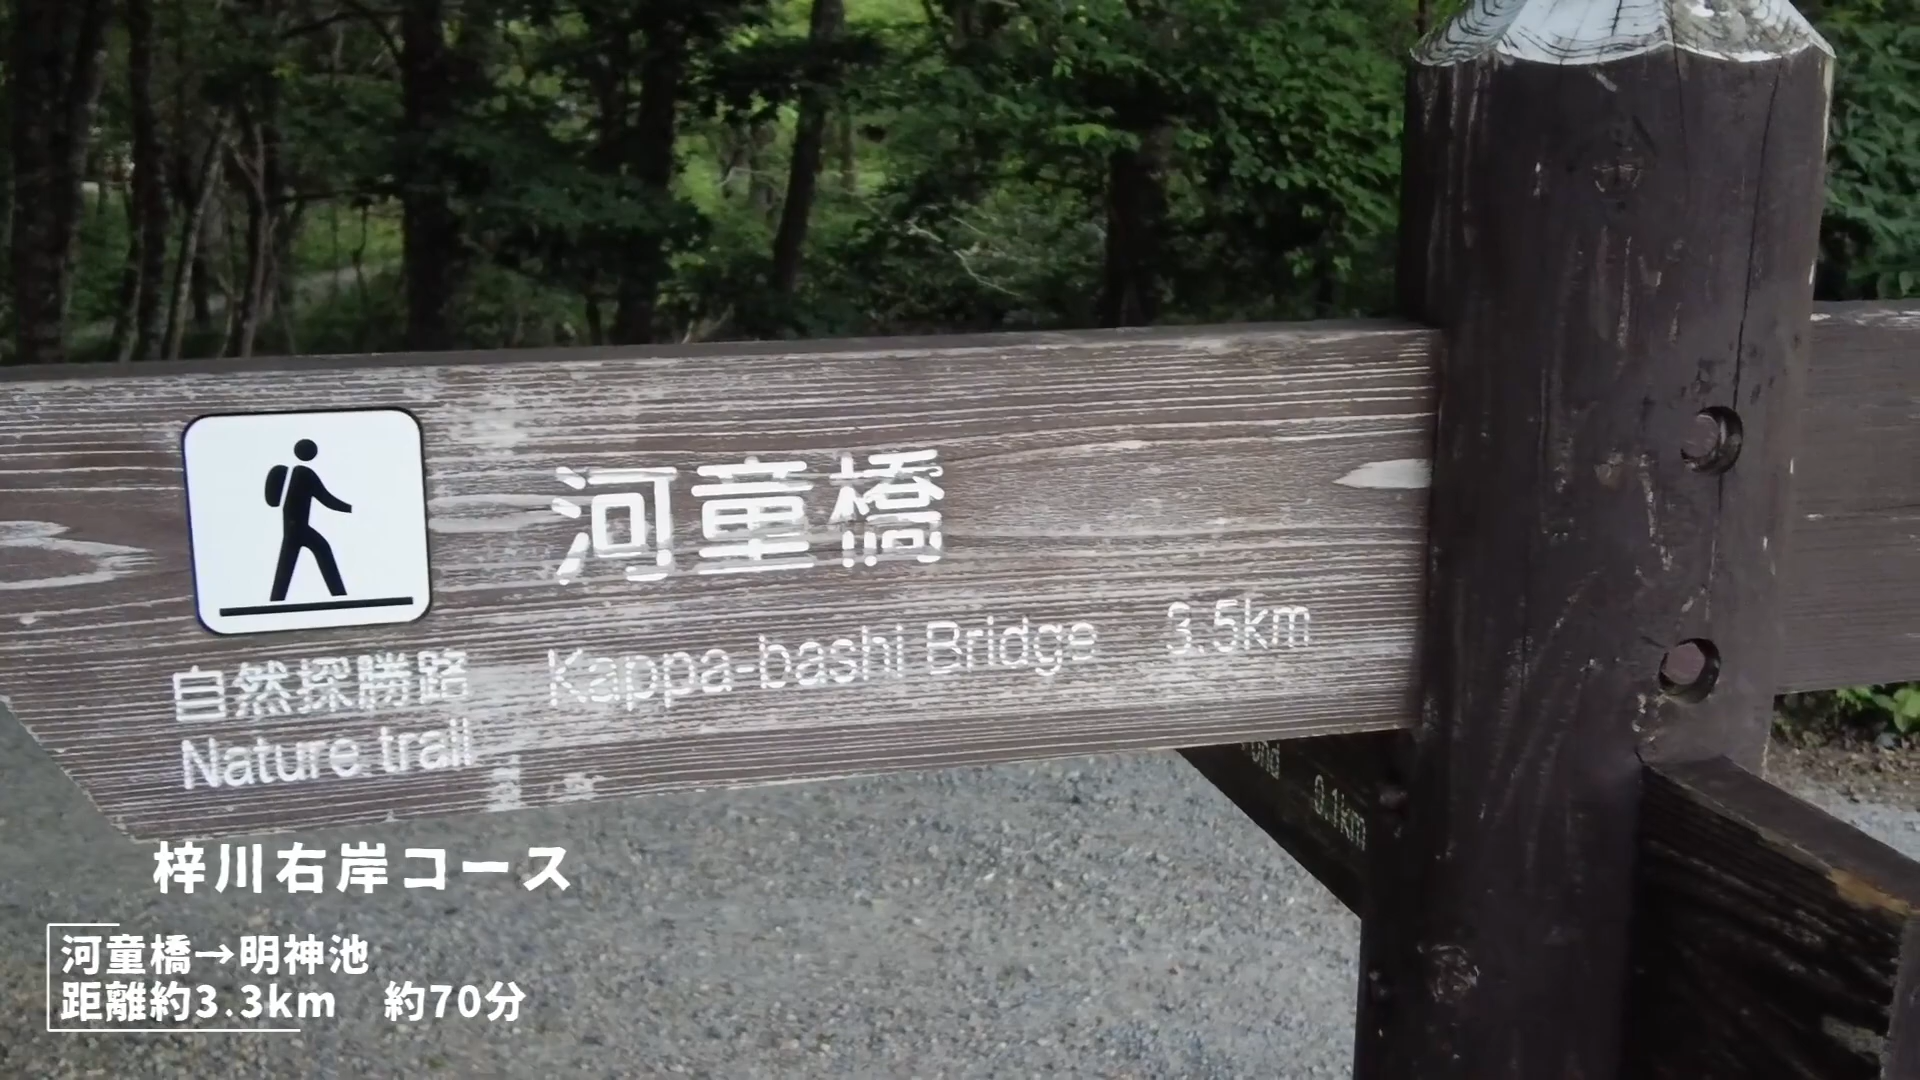 河童橋
自然探勝路
Kappa-bashi Bridge 3.5km
Nature trail
0.1km
梓川右岸コース
河童橋→明神池
距離約3.3km 約70分